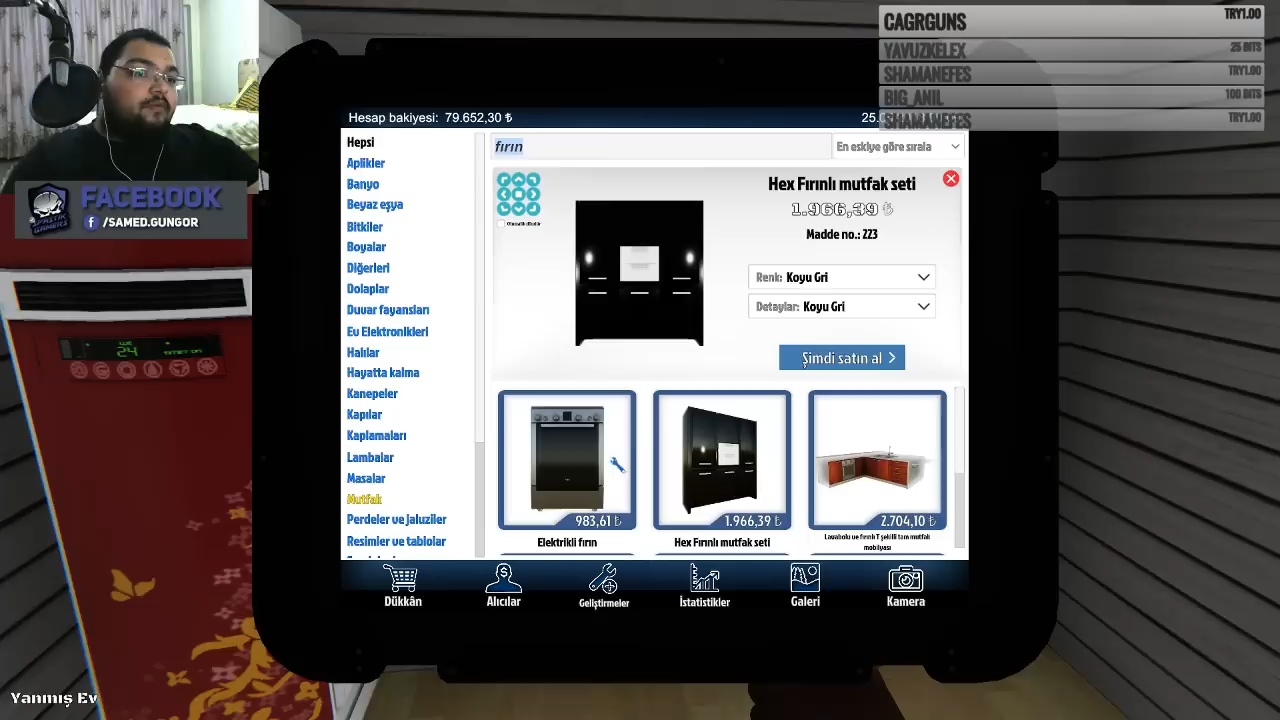 CAGRGUNS TRY1.00
YAVUZKELEX 25 BITS
SHAMANEFES TRY1.00
BIG_ANIL 100 BITS
SHAMANEFES TRY1.00
FACEBOOK
/SAMED.GUNGOR
Hesap bakiyesi: 79.652,30 ₺
Hepsi
Aplikler
Banyo
Beyaz eşya
Bitkiler
Boyalar
Diğerleri
Dolaplar
Duvar fayansları
Ev Elektronikleri
Halılar
Hayatta kalma
Kanepeler
Kapılar
Kaplamaları
Lambalar
Masalar
Mutfak
Perdeler ve jaluziler
Resimler ve tablolar
fırın
En eskiye göre sırala
Hex Fırınlı mutfak seti
1.966,39 ₺
Madde no.: 223
Renk: Koyu Gri
Detaylar: Koyu Gri
Şimdi satın al
983,61 ₺
Elektrikli fırın
1.966,39 ₺
Hex Fırınlı mutfak seti
2.704,10 ₺
Lavabolu ve fırınlı T şekilli tam mutfak
mobilyası
Dükkân
Alıcılar
Geliştirmeler
İstatistikler
Galeri
Kamera
24
Yanmış Ev